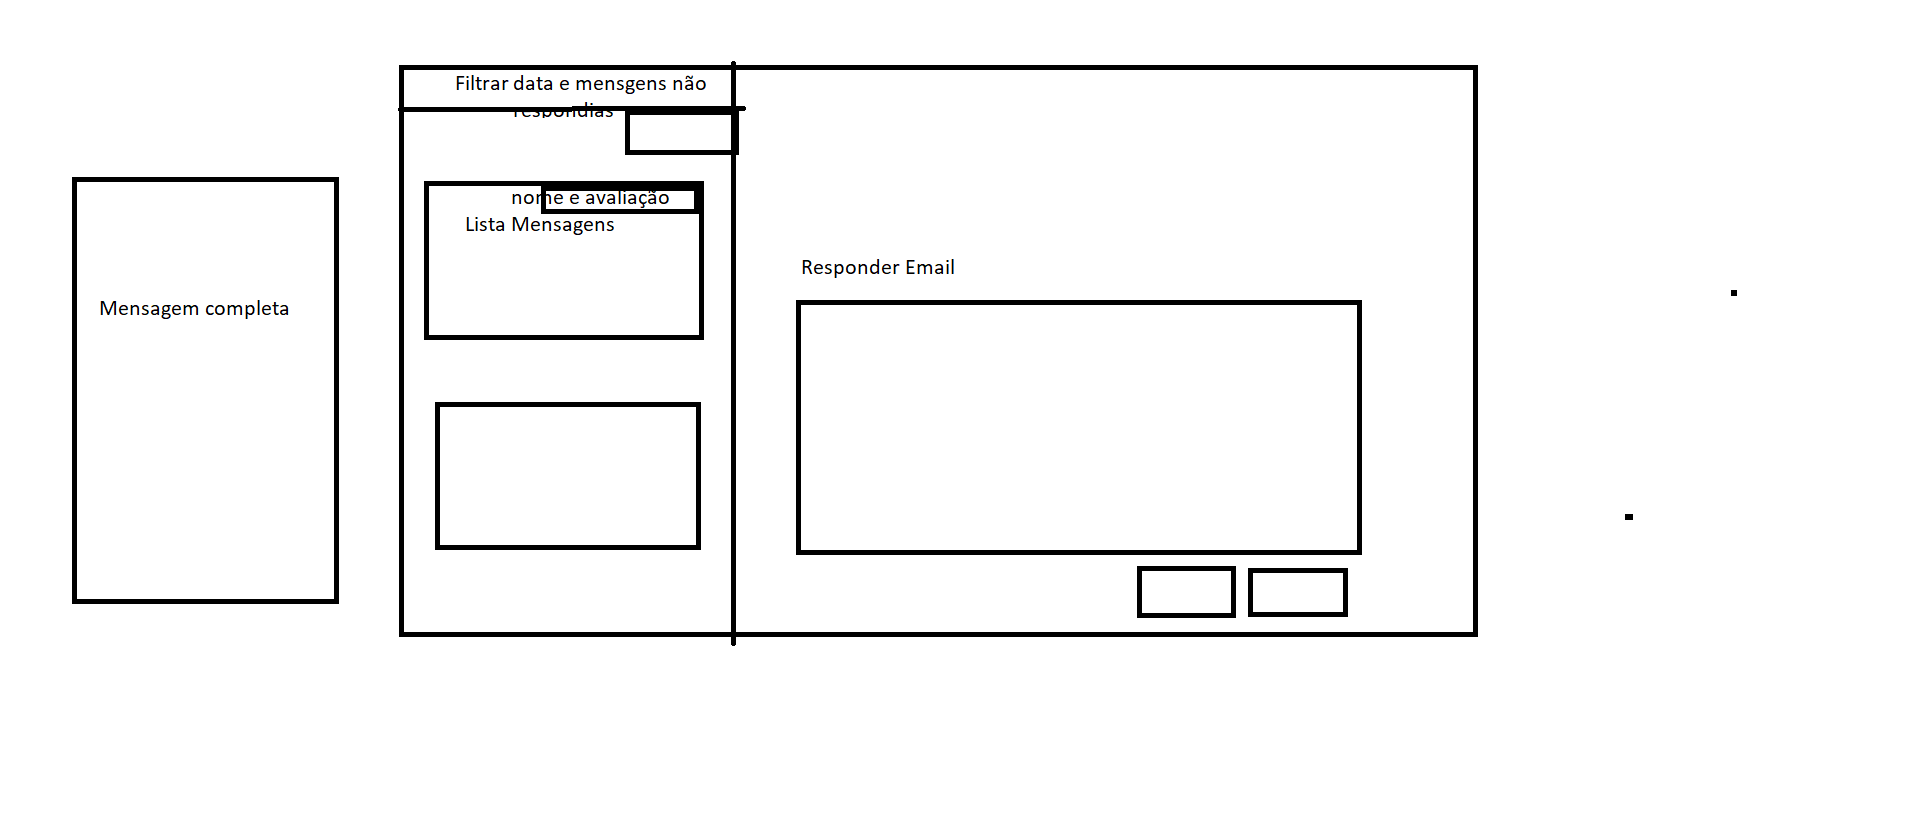 Filtrar data e mensgens não
respondias
nome e avaliação
Lista Mensagens
Responder Email
Mensagem completa